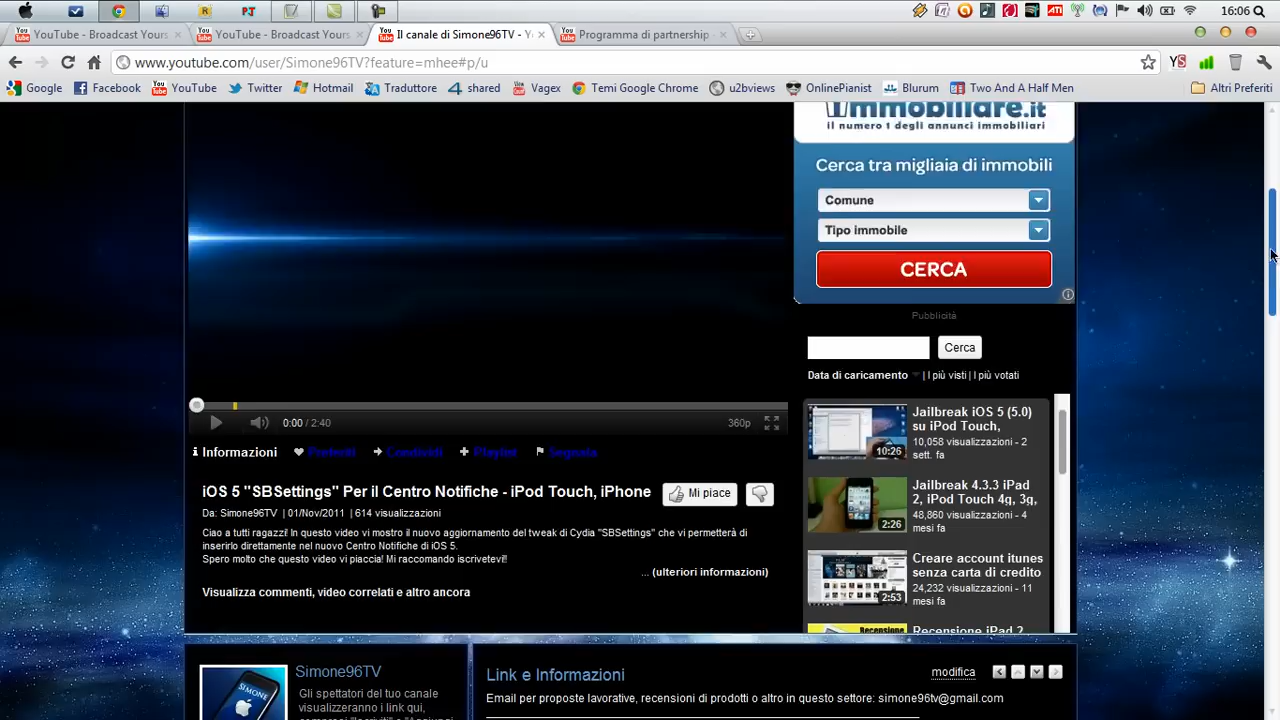 16:06
YouTube - Broadcast Yours
YouTube - Broadcast Yours
Il canale di Simone96TV - Y
Programma di partnership
www.youtube.com/user/Simone96TV?feature=mhee#p/u
Google
Facebook
YouTube
Twitter
Hotmail
Traduttore
4 shared
Vagex
Temi Google Chrome
u2bviews
OnlinePianist
Blurum
Two And A Half Men
Altri Preferiti
immobiliare.it
il numero 1 degli annunci immobiliari
Cerca tra migliaia di immobili
Comune
Tipo immobile
CERCA
Pubblicità
Cerca
Data di caricamento | I più visti | I più votati
Jailbreak iOS 5 (5.0)
su iPod Touch,
10,058 visualizzazioni - 2
sett. fa
10:26
Jailbreak 4.3.3 iPad
2, iPod Touch 4g, 3g,
48,860 visualizzazioni - 4
mesi fa
2:26
Creare account itunes
senza carta di credito
24,232 visualizzazioni - 11
mesi fa
2:53
Recensione
Recensione iPad 2
0:00 / 2:40
360p
Informazioni
Preferiti
Condividi
Playlist
Segnala
iOS 5 "SBSettings" Per il Centro Notifiche - iPod Touch, iPhone
Mi piace
Da: Simone96TV | 01/Nov/2011 | 614 visualizzazioni
Ciao a tutti ragazzi! In questo video vi mostro il nuovo aggiornamento del tweak di Cydia "SBSettings" che vi permetterà di
inserirlo direttamente nel nuovo Centro Notifiche di iOS 5.
Spero molto che questo video vi piaccia! Mi raccomando iscrivetevi!!
... (ulteriori informazioni)
Visualizza commenti, video correlati e altro ancora
SIMONE
Simone96TV
Gli spettatori del tuo canale
visualizzeranno i link qui,
Link e Informazioni
modifica
Email per proposte lavorative, recensioni di prodotti o altro in questo settore: simone96tv@gmail.com